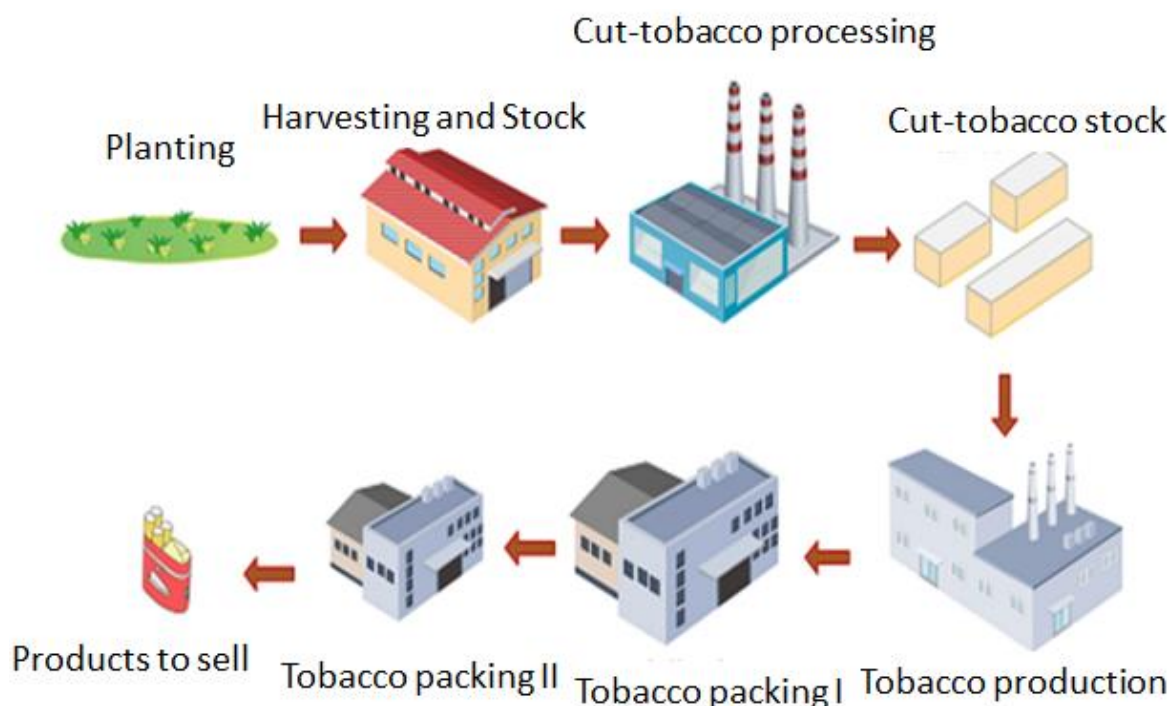 Cut-tobacco processing
Harvesting and Stock
Cut-tobacco stock
Planting
Products to sell
Tobacco packing II
Tobacco packing I
Tobacco production